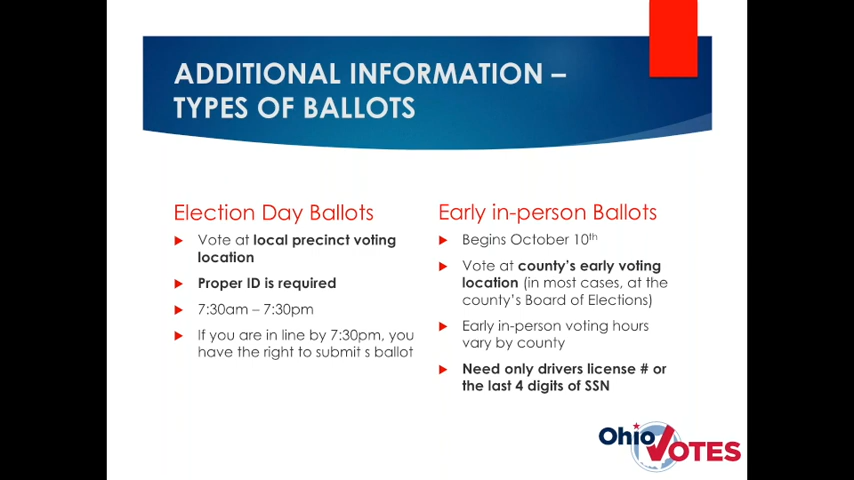 ADDITIONAL INFORMATION –
TYPES OF BALLOTS
Election Day Ballots
Vote at local precinct voting
location
Proper ID is required
7:30am – 7:30pm
If you are in line by 7:30pm, you
have the right to submit s ballot
Early in-person Ballots
Begins October 10th
Vote at county's early voting
location (in most cases, at the
county's Board of Elections)
Early in-person voting hours
vary by county
Need only drivers license # or
the last 4 digits of SSN
Ohio VOTES